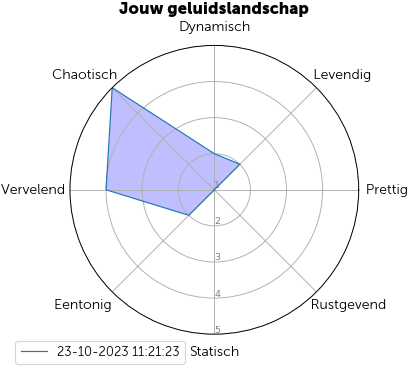 Jouw geluidslandschap
Dynamisch
Chaotisch
Levendig
Vervelend
1
Prettig
2
3
Eentonig
4
Rustgevend
5
23-10-2023 11:21:23
Statisch